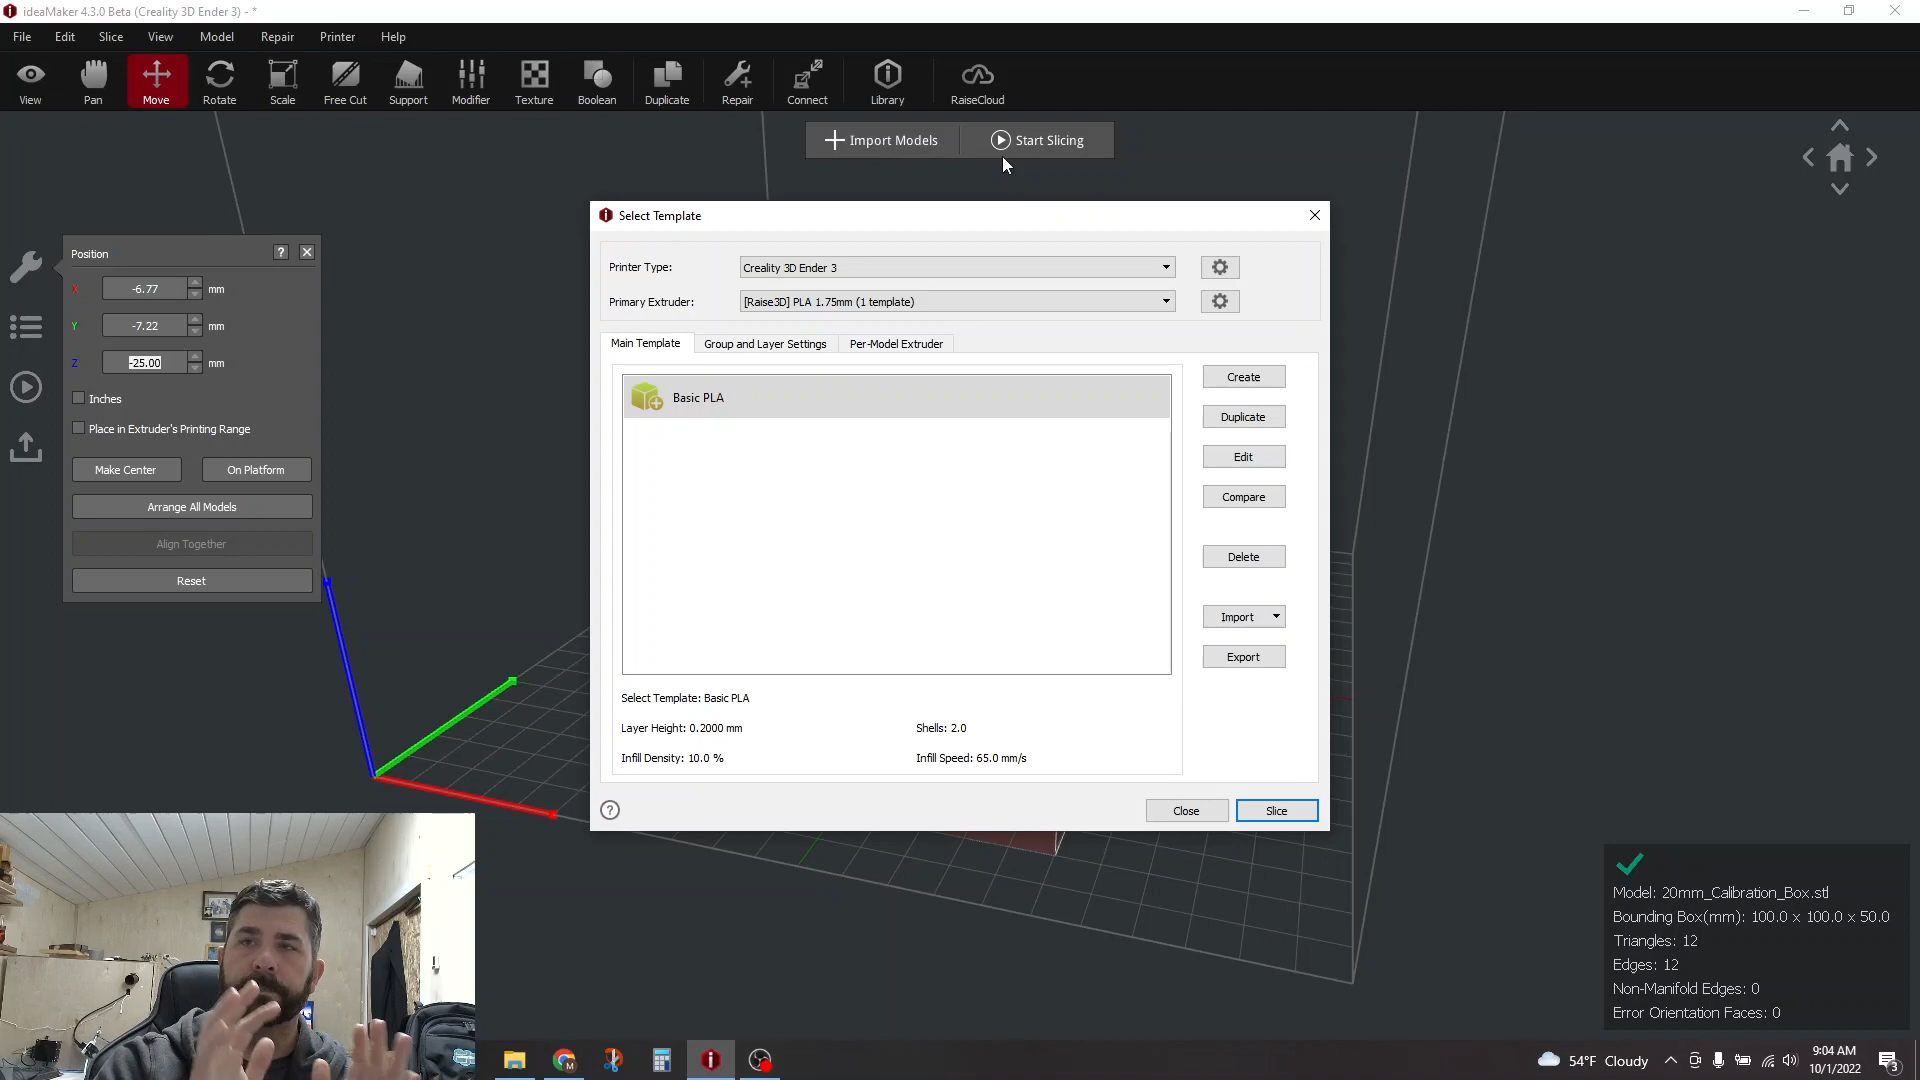 ideaMaker 4.3.0 Beta (Creality 3D Ender 3) - *
File Edit Slice View Model Repair Printer Help
View Pan Move Rotate Scale Free Cut Support Modifier Texture Boolean Duplicate Repair Connect Library RaiseCloud
Import Models Start Slicing
Select Template
Printer Type: Creality 3D Ender 3
Primary Extruder: [Raise3D] PLA 1.75mm (1 template)
Main Template Group and Layer Settings Per-Model Extruder
Basic PLA
Create
Duplicate
Edit
Compare
Delete
Import
Export
Select Template: Basic PLA
Layer Height: 0.2000 mm Shells: 2.0
Infill Density: 10.0 % Infill Speed: 65.0 mm/s
? Close Slice
Position ?
X -6.77 mm
Y -7.22 mm
Z -25.00 mm
Inches
Place in Extruder's Printing Range
Make Center On Platform
Arrange All Models
Align Together
Reset
Model: 20mm_Calibration_Box.stl
Bounding Box(mm): 100.0 x 100.0 x 50.0
Triangles: 12
Edges: 12
Non-Manifold Edges: 0
Error Orientation Faces: 0
54°F Cloudy
9:04 AM
10/1/2022
3